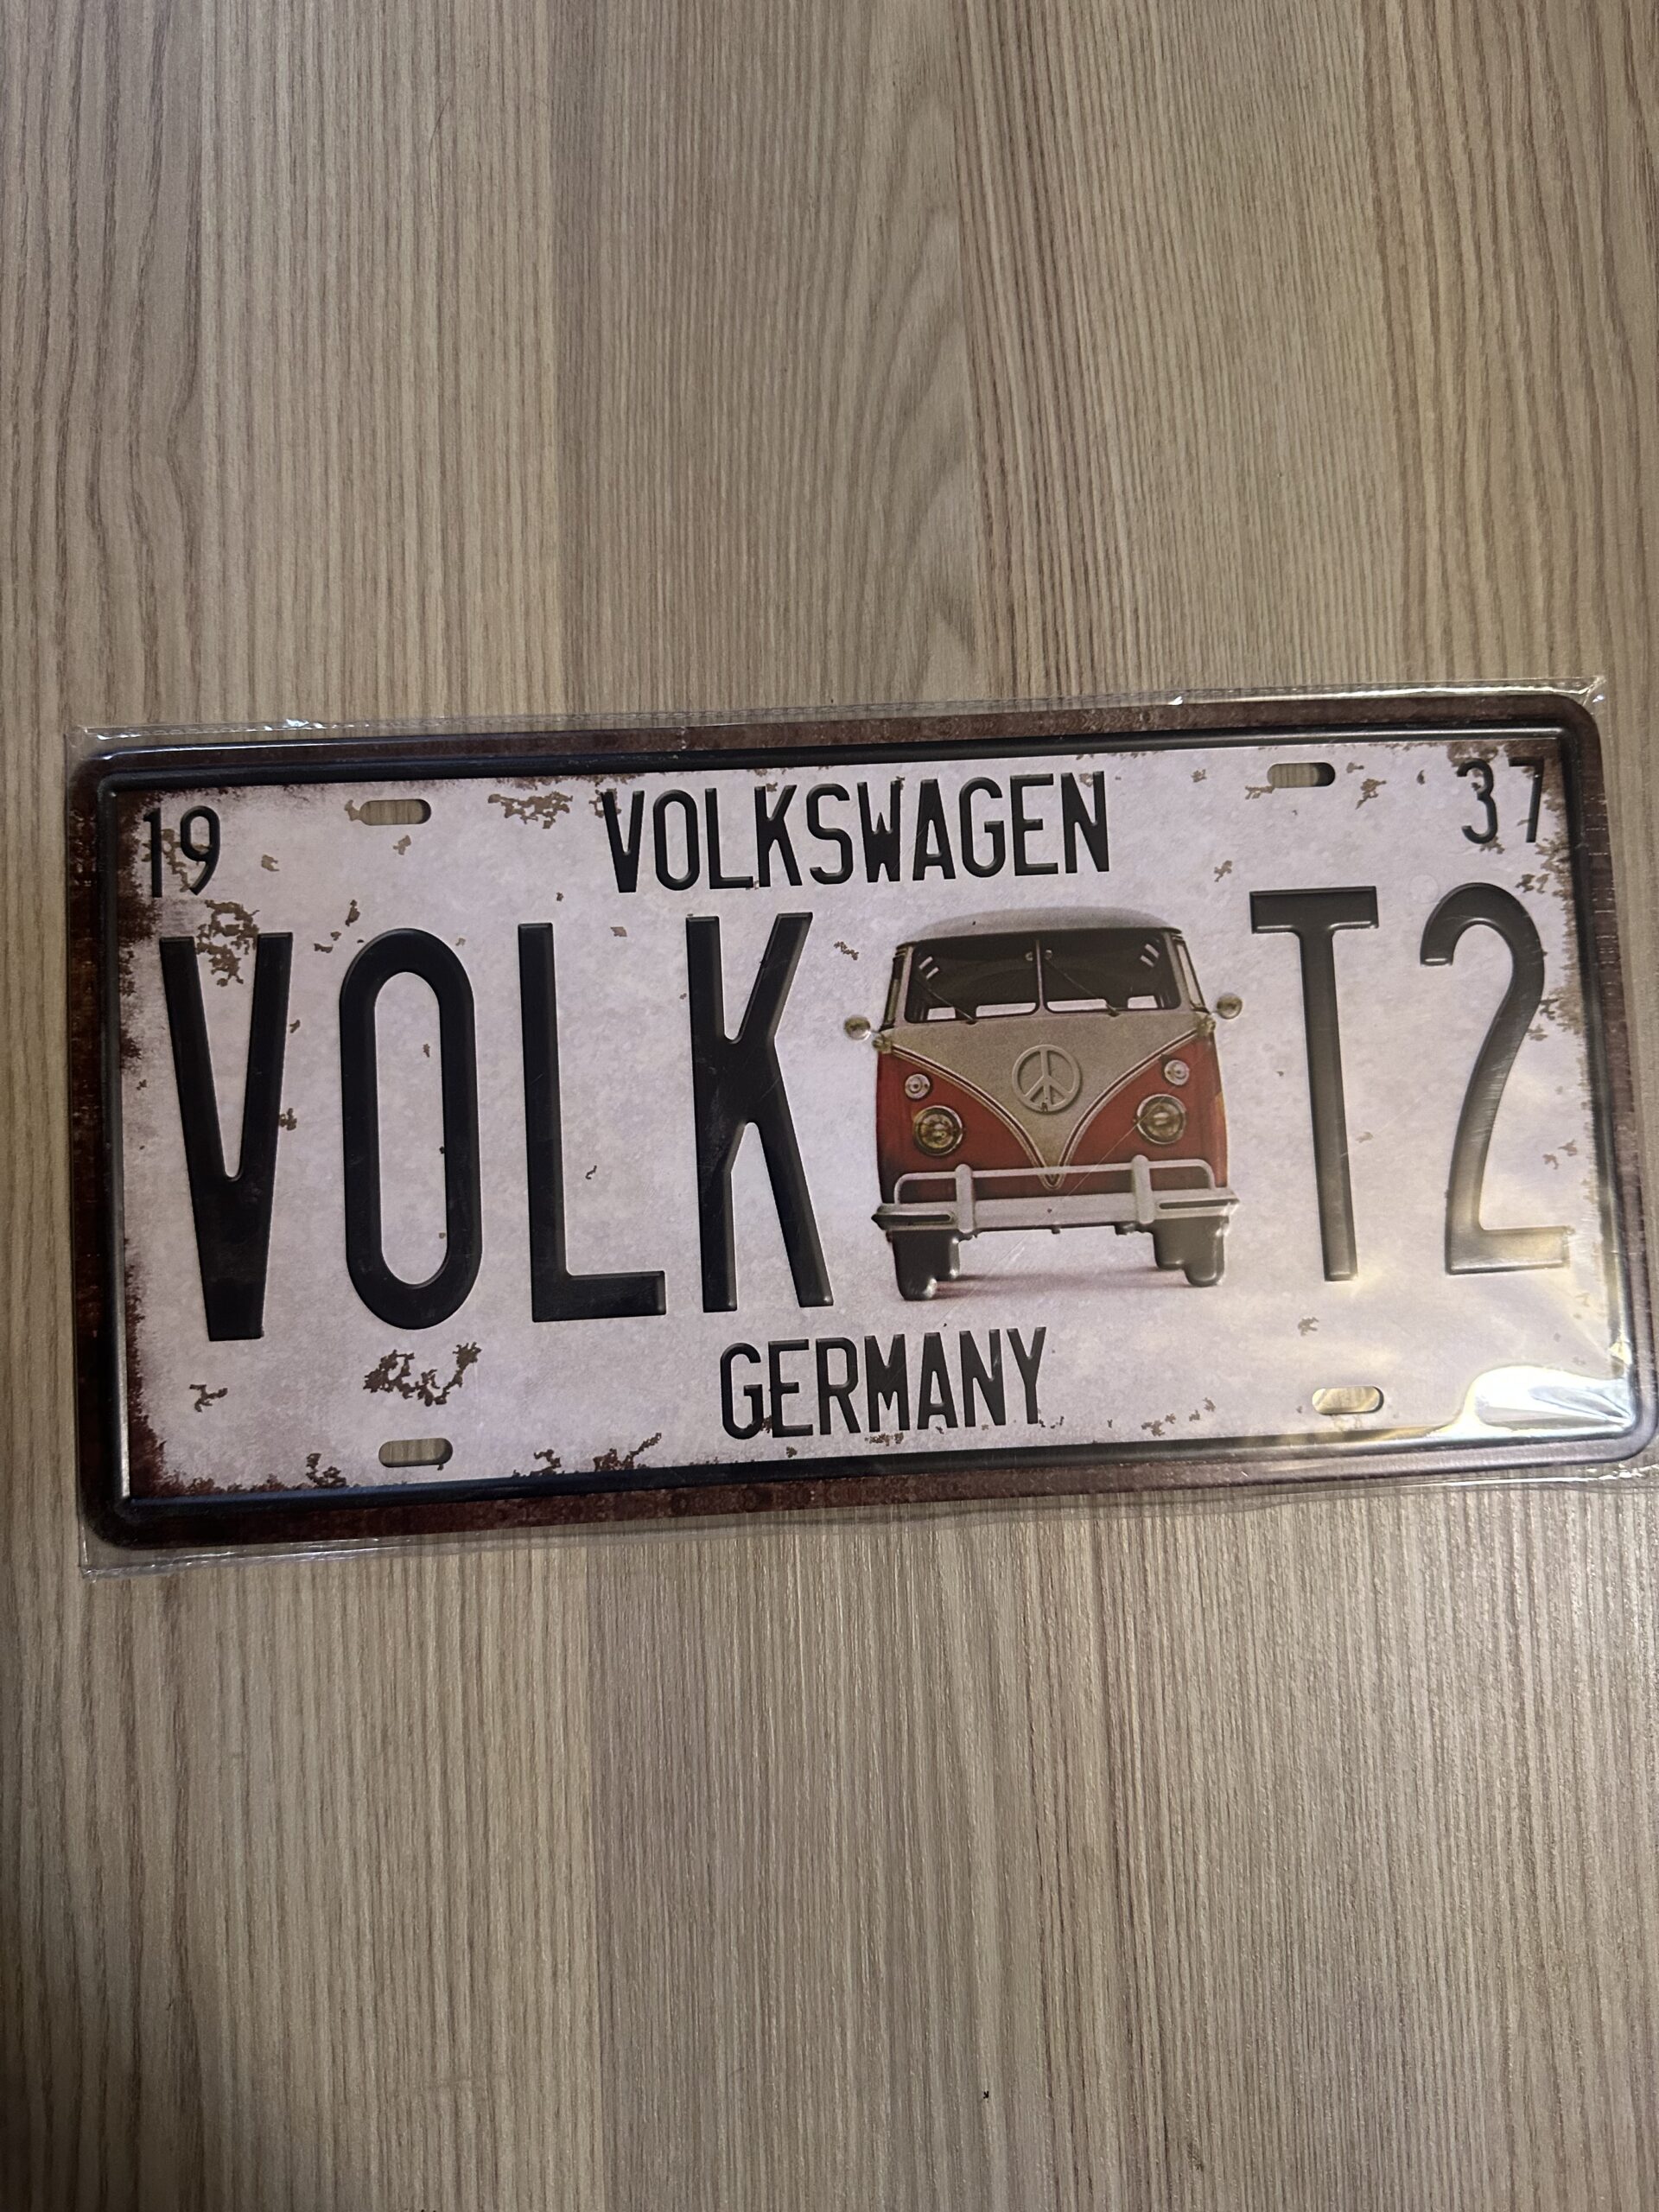 19 VOLKSWAGEN 37
VOLK T2
GERMANY